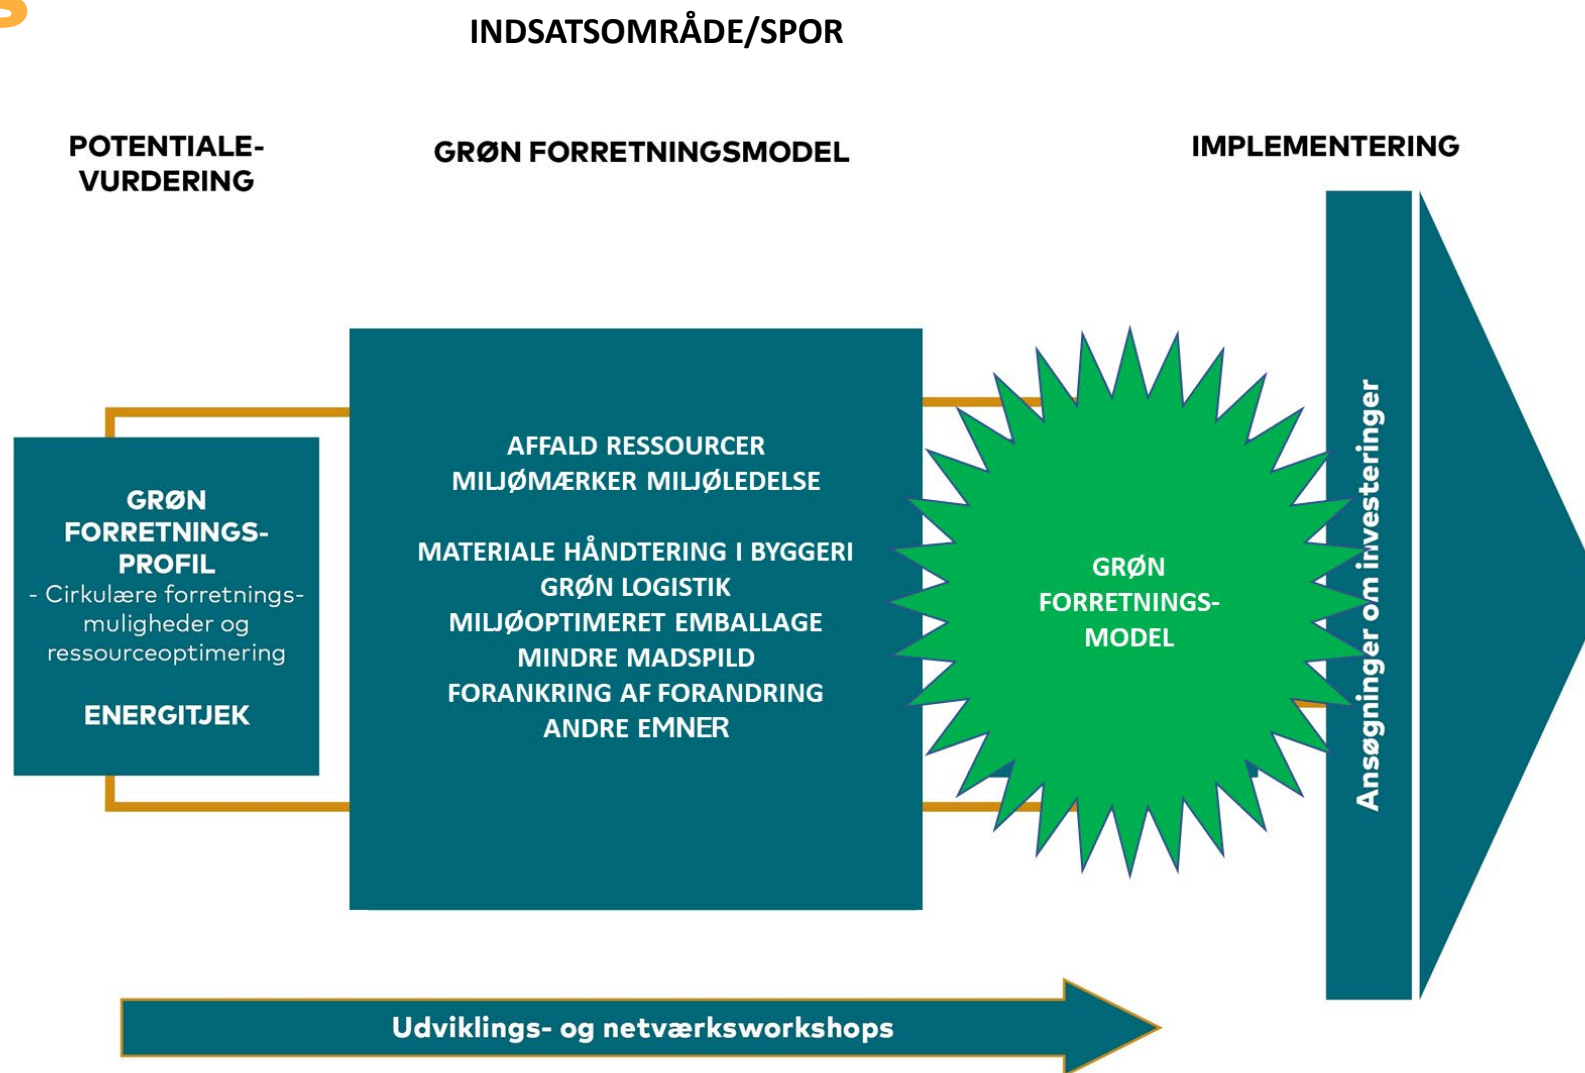 INDSATSOMRÅDE/SPOR
POTENTIALE-
VURDERING
GRØN FORRETNINGSMODEL
IMPLEMENTERING
GRØN
FORRETNINGS-
PROFIL
- Cirkulære forretnings-
muligheder og
ressourceoptimering
ENERGITJEK
AFFALD RESSOURCER
MILJØMÆRKER MILJØLEDELSE
MATERIALE HÅNDTERING I BYGGERI
GRØN LOGISTIK
MILJØOPTIMERET EMBALLAGE
MINDRE MADSPILD
FORANKRING AF FORANDRING
ANDRE EMNER
GRØN
FORRETNINGS-
MODEL
Ansøgninger om investeringer
Udviklings- og netværksworkshops